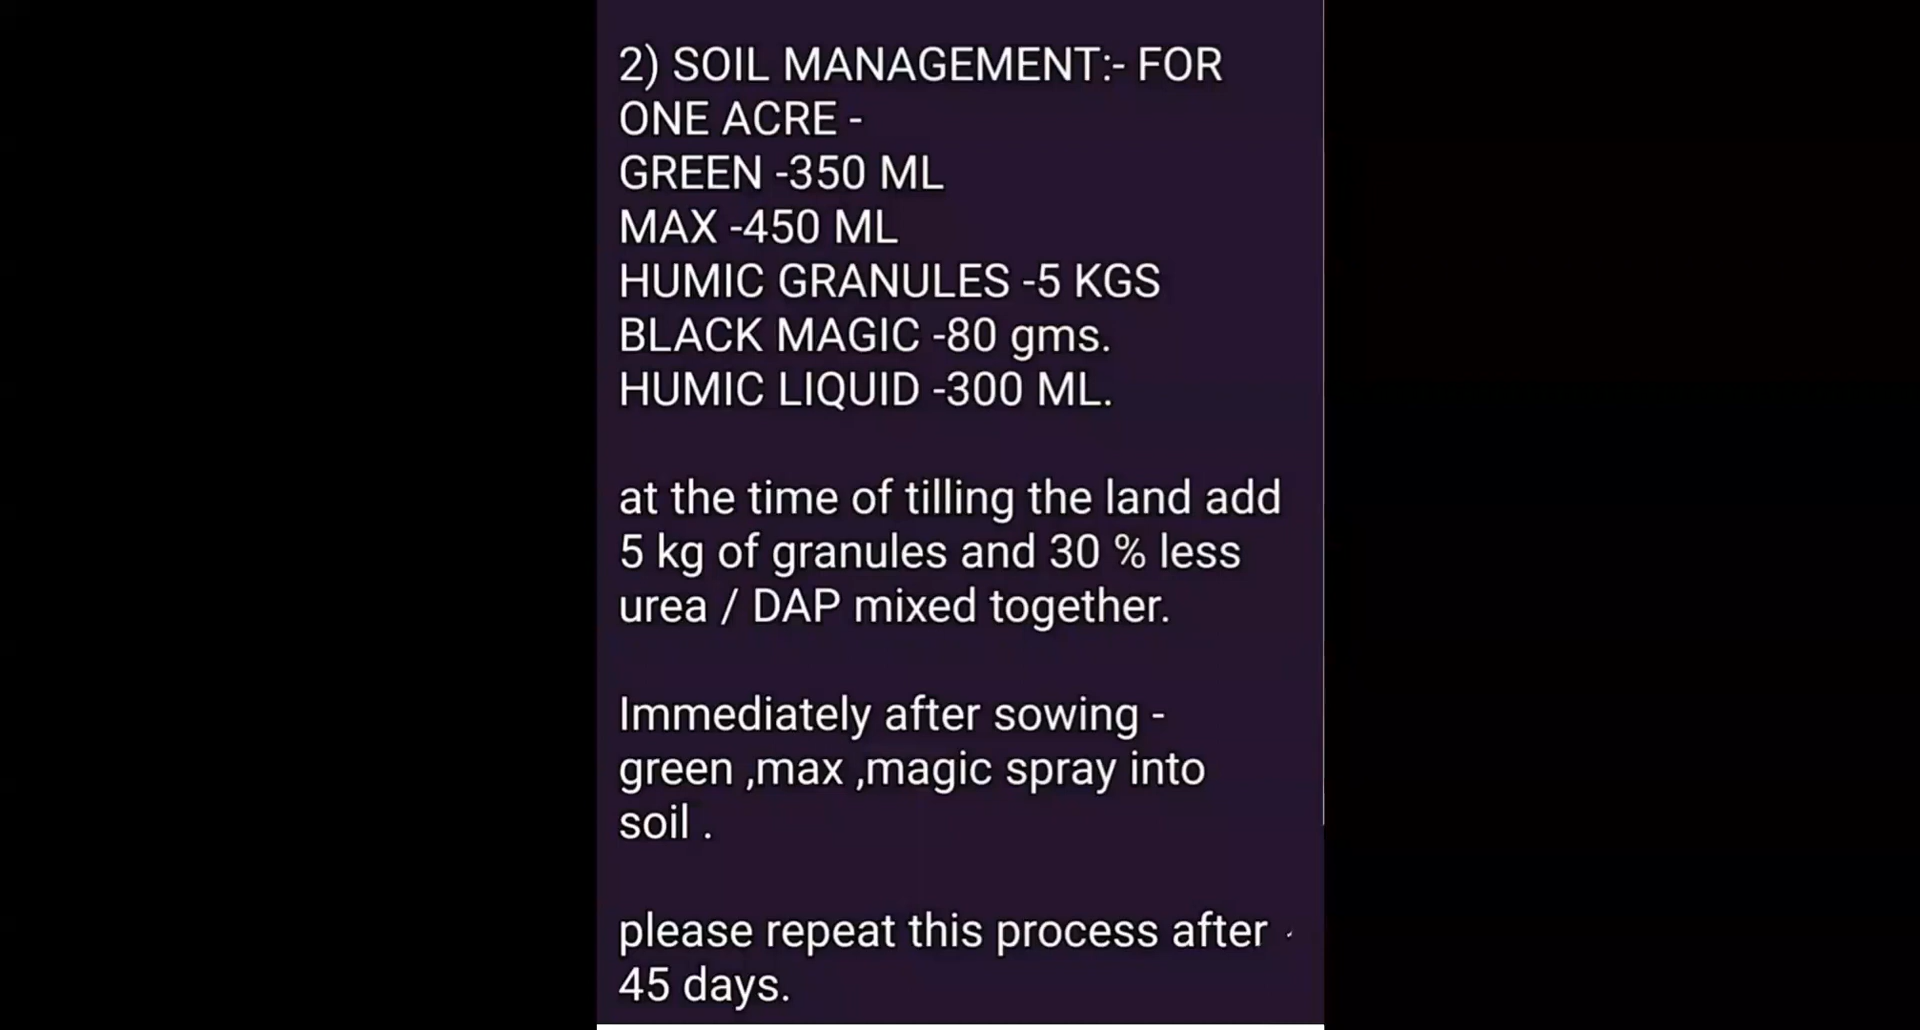 2) SOIL MANAGEMENT:- FOR
ONE ACRE -
GREEN -350 ML
MAX -450 ML
HUMIC GRANULES -5 KGS
BLACK MAGIC -80 gms.
HUMIC LIQUID -300 ML.
at the time of tilling the land add
5 kg of granules and 30 % less
urea / DAP mixed together.
Immediately after sowing -
green ,max ,magic spray into
soil .
please repeat this process after
45 days.